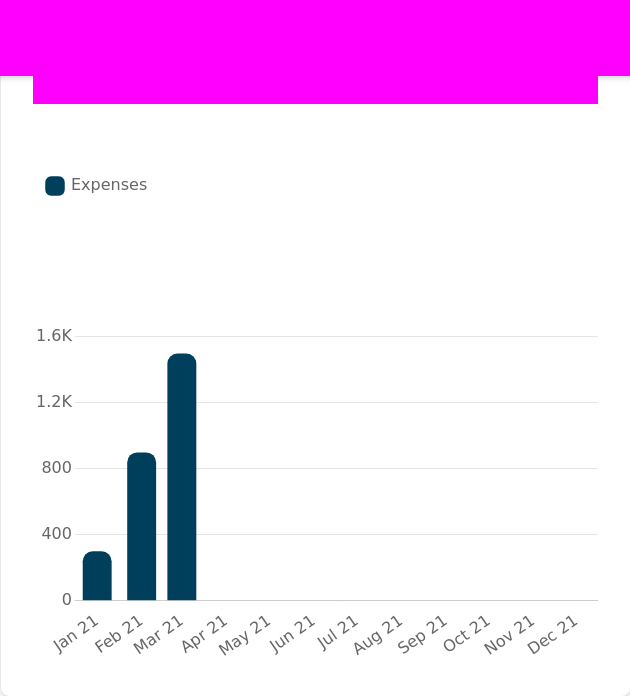 Expenses
1.6K
1.2K
800
400
0
Jan 21
Feb 21
Mar 21
Apr 21
May 21
Jun 21
Jul 21
Aug 21
Sep 21
Oct 21
Nov 21
Dec 21